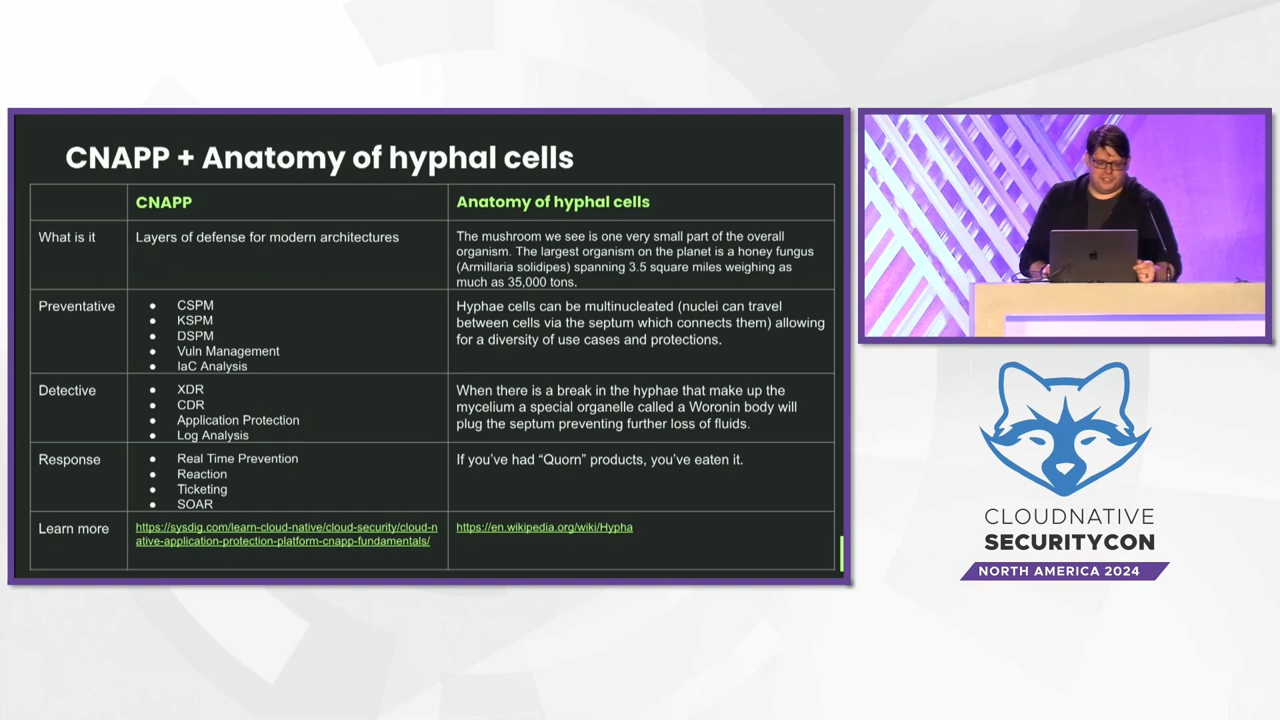 CNAPP + Anatomy of hyphal cells
CNAPP
Anatomy of hyphal cells
What is it
Layers of defense for modern architectures
The mushroom we see is one very small part of the overall
organism. The largest organism on the planet is a honey fungus
(Armillaria solidipes) spanning 3.5 square miles weighing as
much as 35,000 tons.
Preventative
● CSPM
● KSPM
● DSPM
● Vuln Management
● IaC Analysis
Hyphae cells can be multinucleated (nuclei can travel
between cells via the septum which connects them) allowing
for a diversity of use cases and protections.
Detective
● XDR
● CDR
● Application Protection
● Log Analysis
When there is a break in the hyphae that make up the
mycelium a special organelle called a Woronin body will
plug the septum preventing further loss of fluids.
Response
● Real Time Prevention
● Reaction
● Ticketing
● SOAR
If you’ve had “Quorn” products, you’ve eaten it.
Learn more
https://sysdig.com/learn-cloud-native/cloud-security/cloud-n
ative-application-protection-platform-cnapp-fundamentals/
https://en.wikipedia.org/wiki/Hypha
CLOUDNATIVE
SECURITYCON
NORTH AMERICA 2024